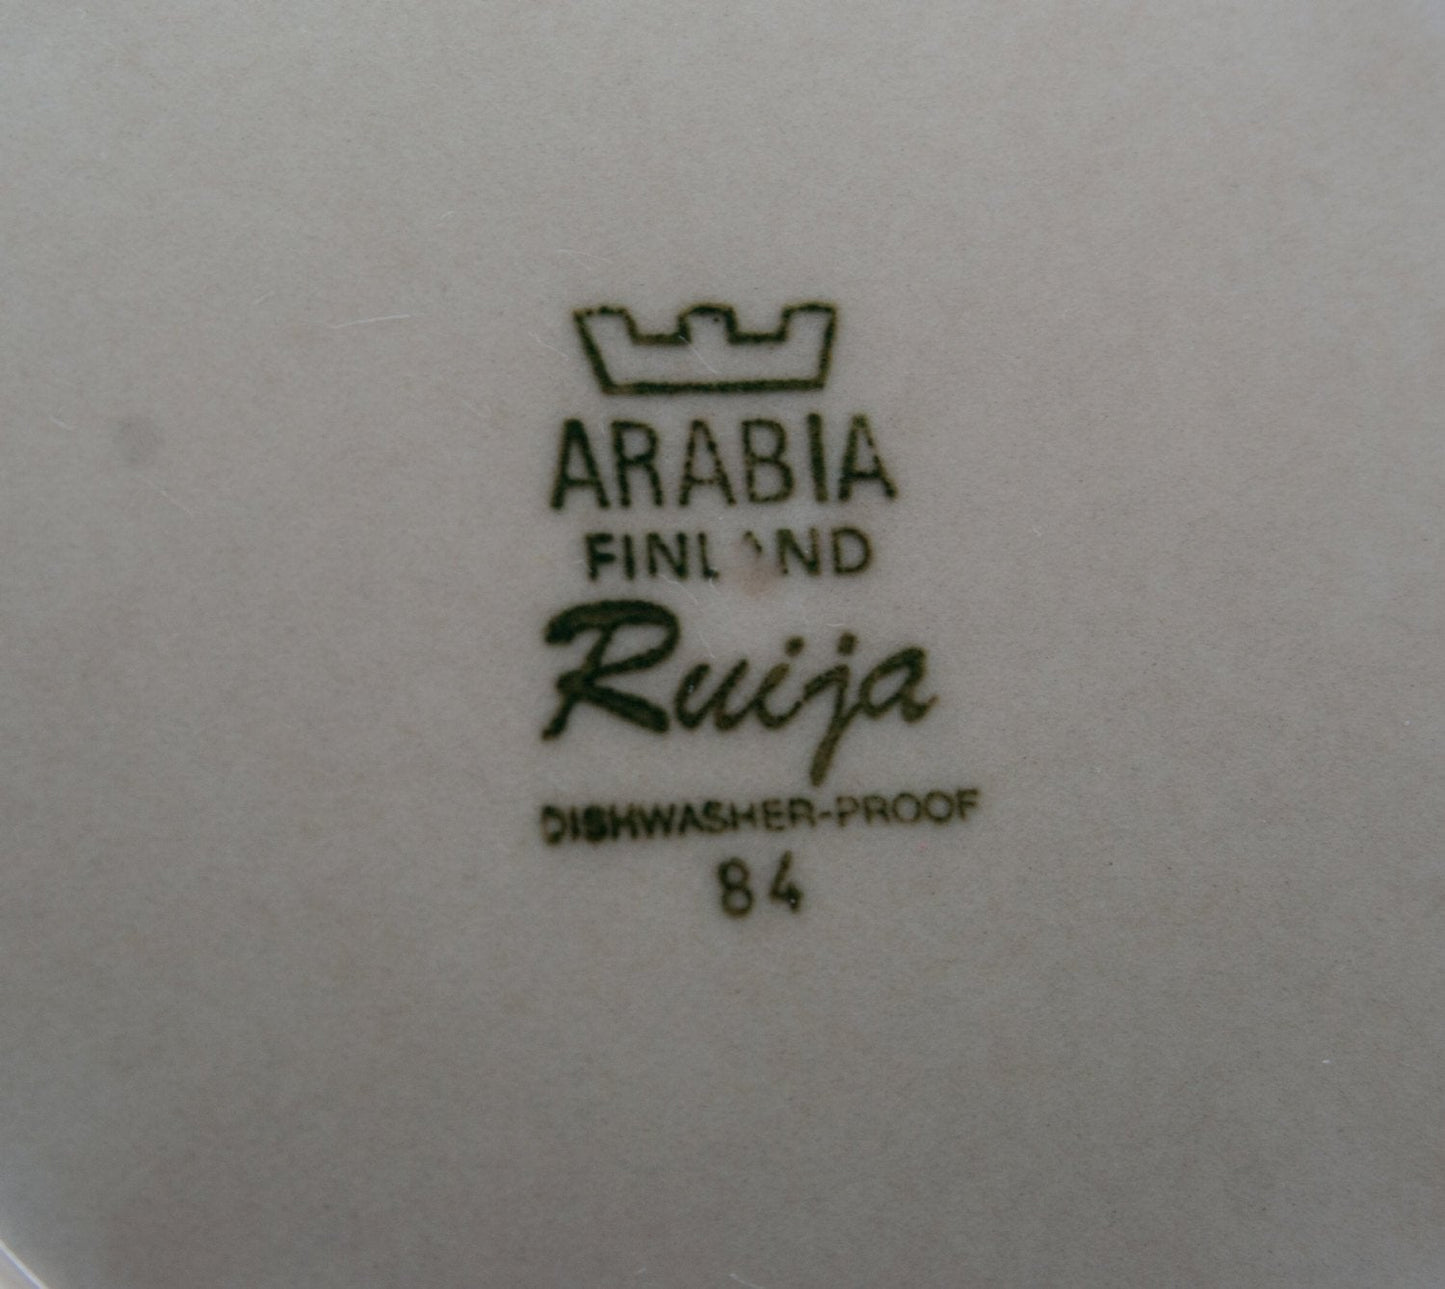 ARABIA
FINLAND
Ruija
DISHWASHER-PROOF
84